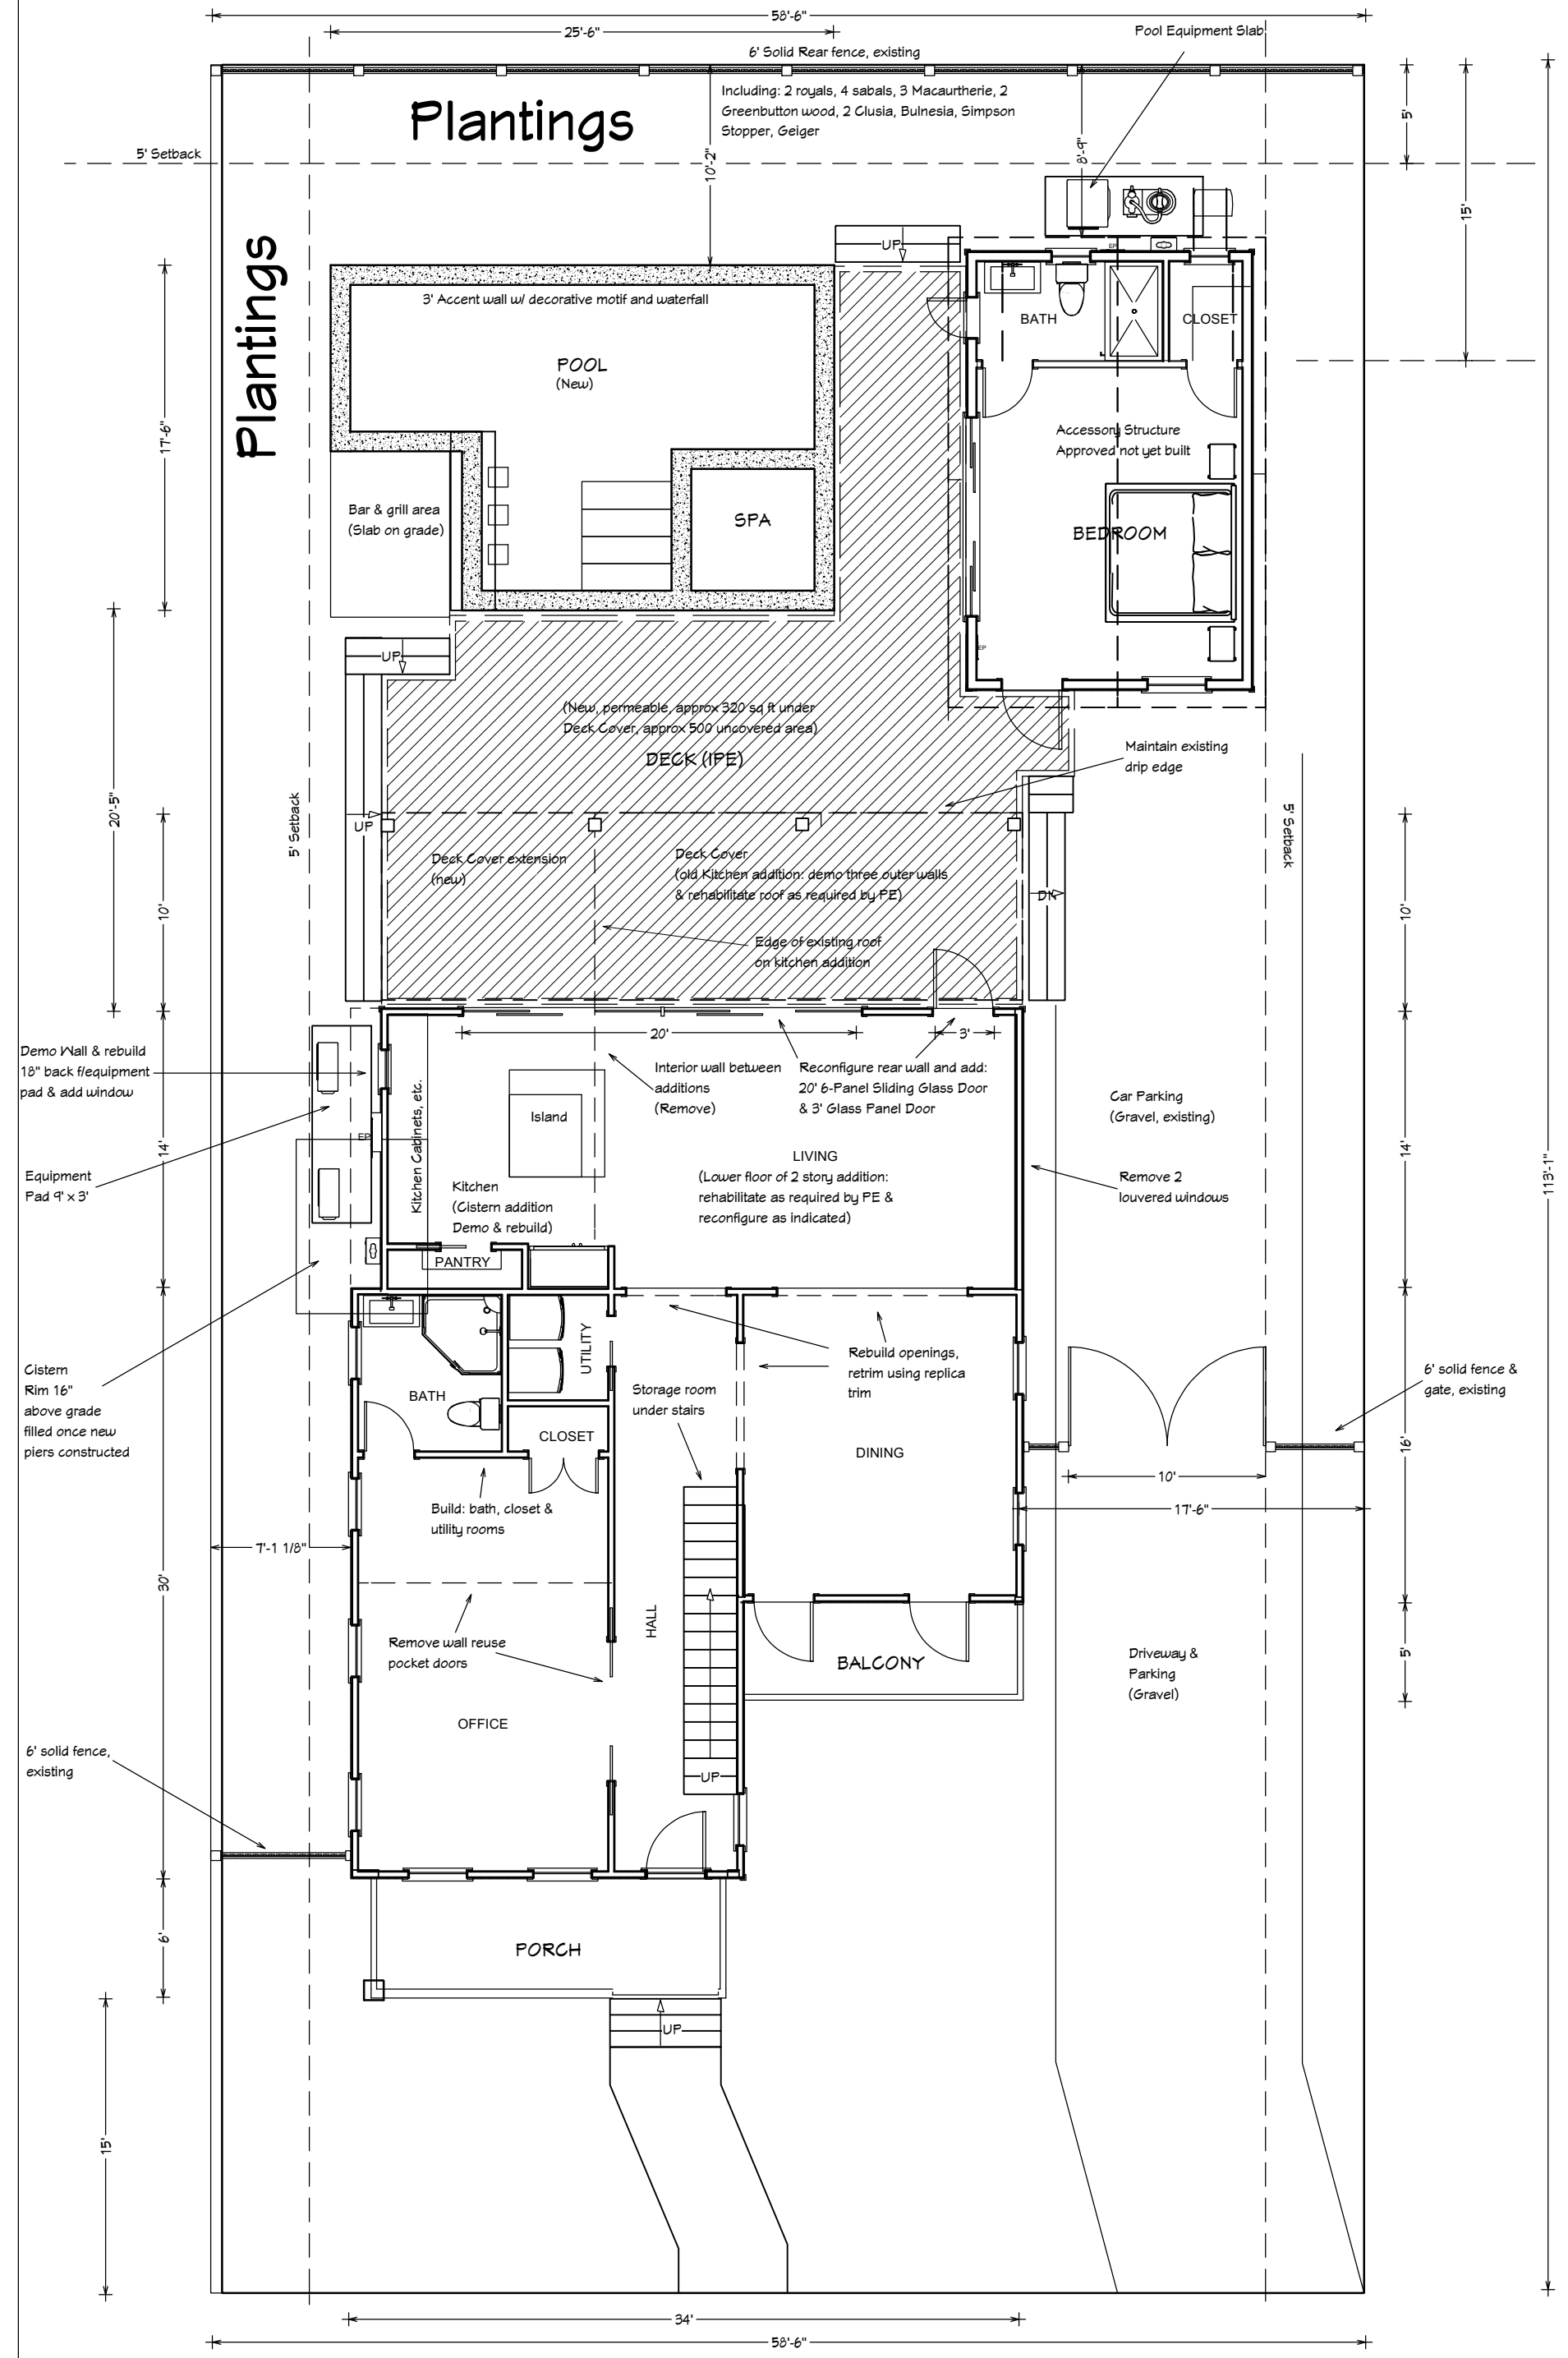 58'-6"
25'-6"
Pool Equipment Slab
6' Solid Rear fence, existing
Plantings
Including: 2 royals, 4 sabals, 3 Macaurtherie, 2
Greenbutton wood, 2 Clusia, Bulnesia, Simpson
Stopper, Geiger
5'
5' Setback
10'-2"
8'-9"
15'
Plantings
UP
EP
3' Accent wall w/ decorative motif and waterfall
BATH
CLOSET
POOL
(New)
17'-6"
Accessory Structure
Approved not yet built
Bar & grill area
(Slab on grade)
SPA
BEDROOM
EP
UP
(New, permeable, approx 320 sq ft under
Deck Cover, approx 500 uncovered area)
DECK (IPE)
Maintain existing
drip edge
20'-5"
5' Setback
UP
5' Setback
Deck Cover extension
(new)
Deck Cover
(old Kitchen addition: demo three outer walls
& rehabilitate roof as required by PE)
DN
10'
10'
Edge of existing roof
on kitchen addition
20'
3'
Demo Wall & rebuild
18" back f/equipment
pad & add window
Interior wall between
additions
(Remove)
Reconfigure rear wall and add:
20' 6-Panel Sliding Glass Door
& 3' Glass Panel Door
Kitchen Cabinets, etc.
Island
Car Parking
(Gravel, existing)
EP
14'
14'
113'-1"
LIVING
(Lower floor of 2 story addition:
rehabilitate as required by PE &
reconfigure as indicated)
Equipment
Pad 9' x 3'
Kitchen
(Cistern addition
Demo & rebuild)
Remove 2
louvered windows
PANTRY
UTILITY
Rebuild openings,
retrim using replica
trim
Cistern
Rim 16"
above grade
filled once new
piers constructed
BATH
Storage room
under stairs
6' solid fence &
gate, existing
CLOSET
DINING
16'
10'
Build: bath, closet &
utility rooms
17'-6"
7'-1 1/8"
30'
HALL
Remove wall reuse
pocket doors
BALCONY
5'
Driveway &
Parking
(Gravel)
OFFICE
6' solid fence,
existing
UP
6'
PORCH
UP
15'
34'
58'-6"